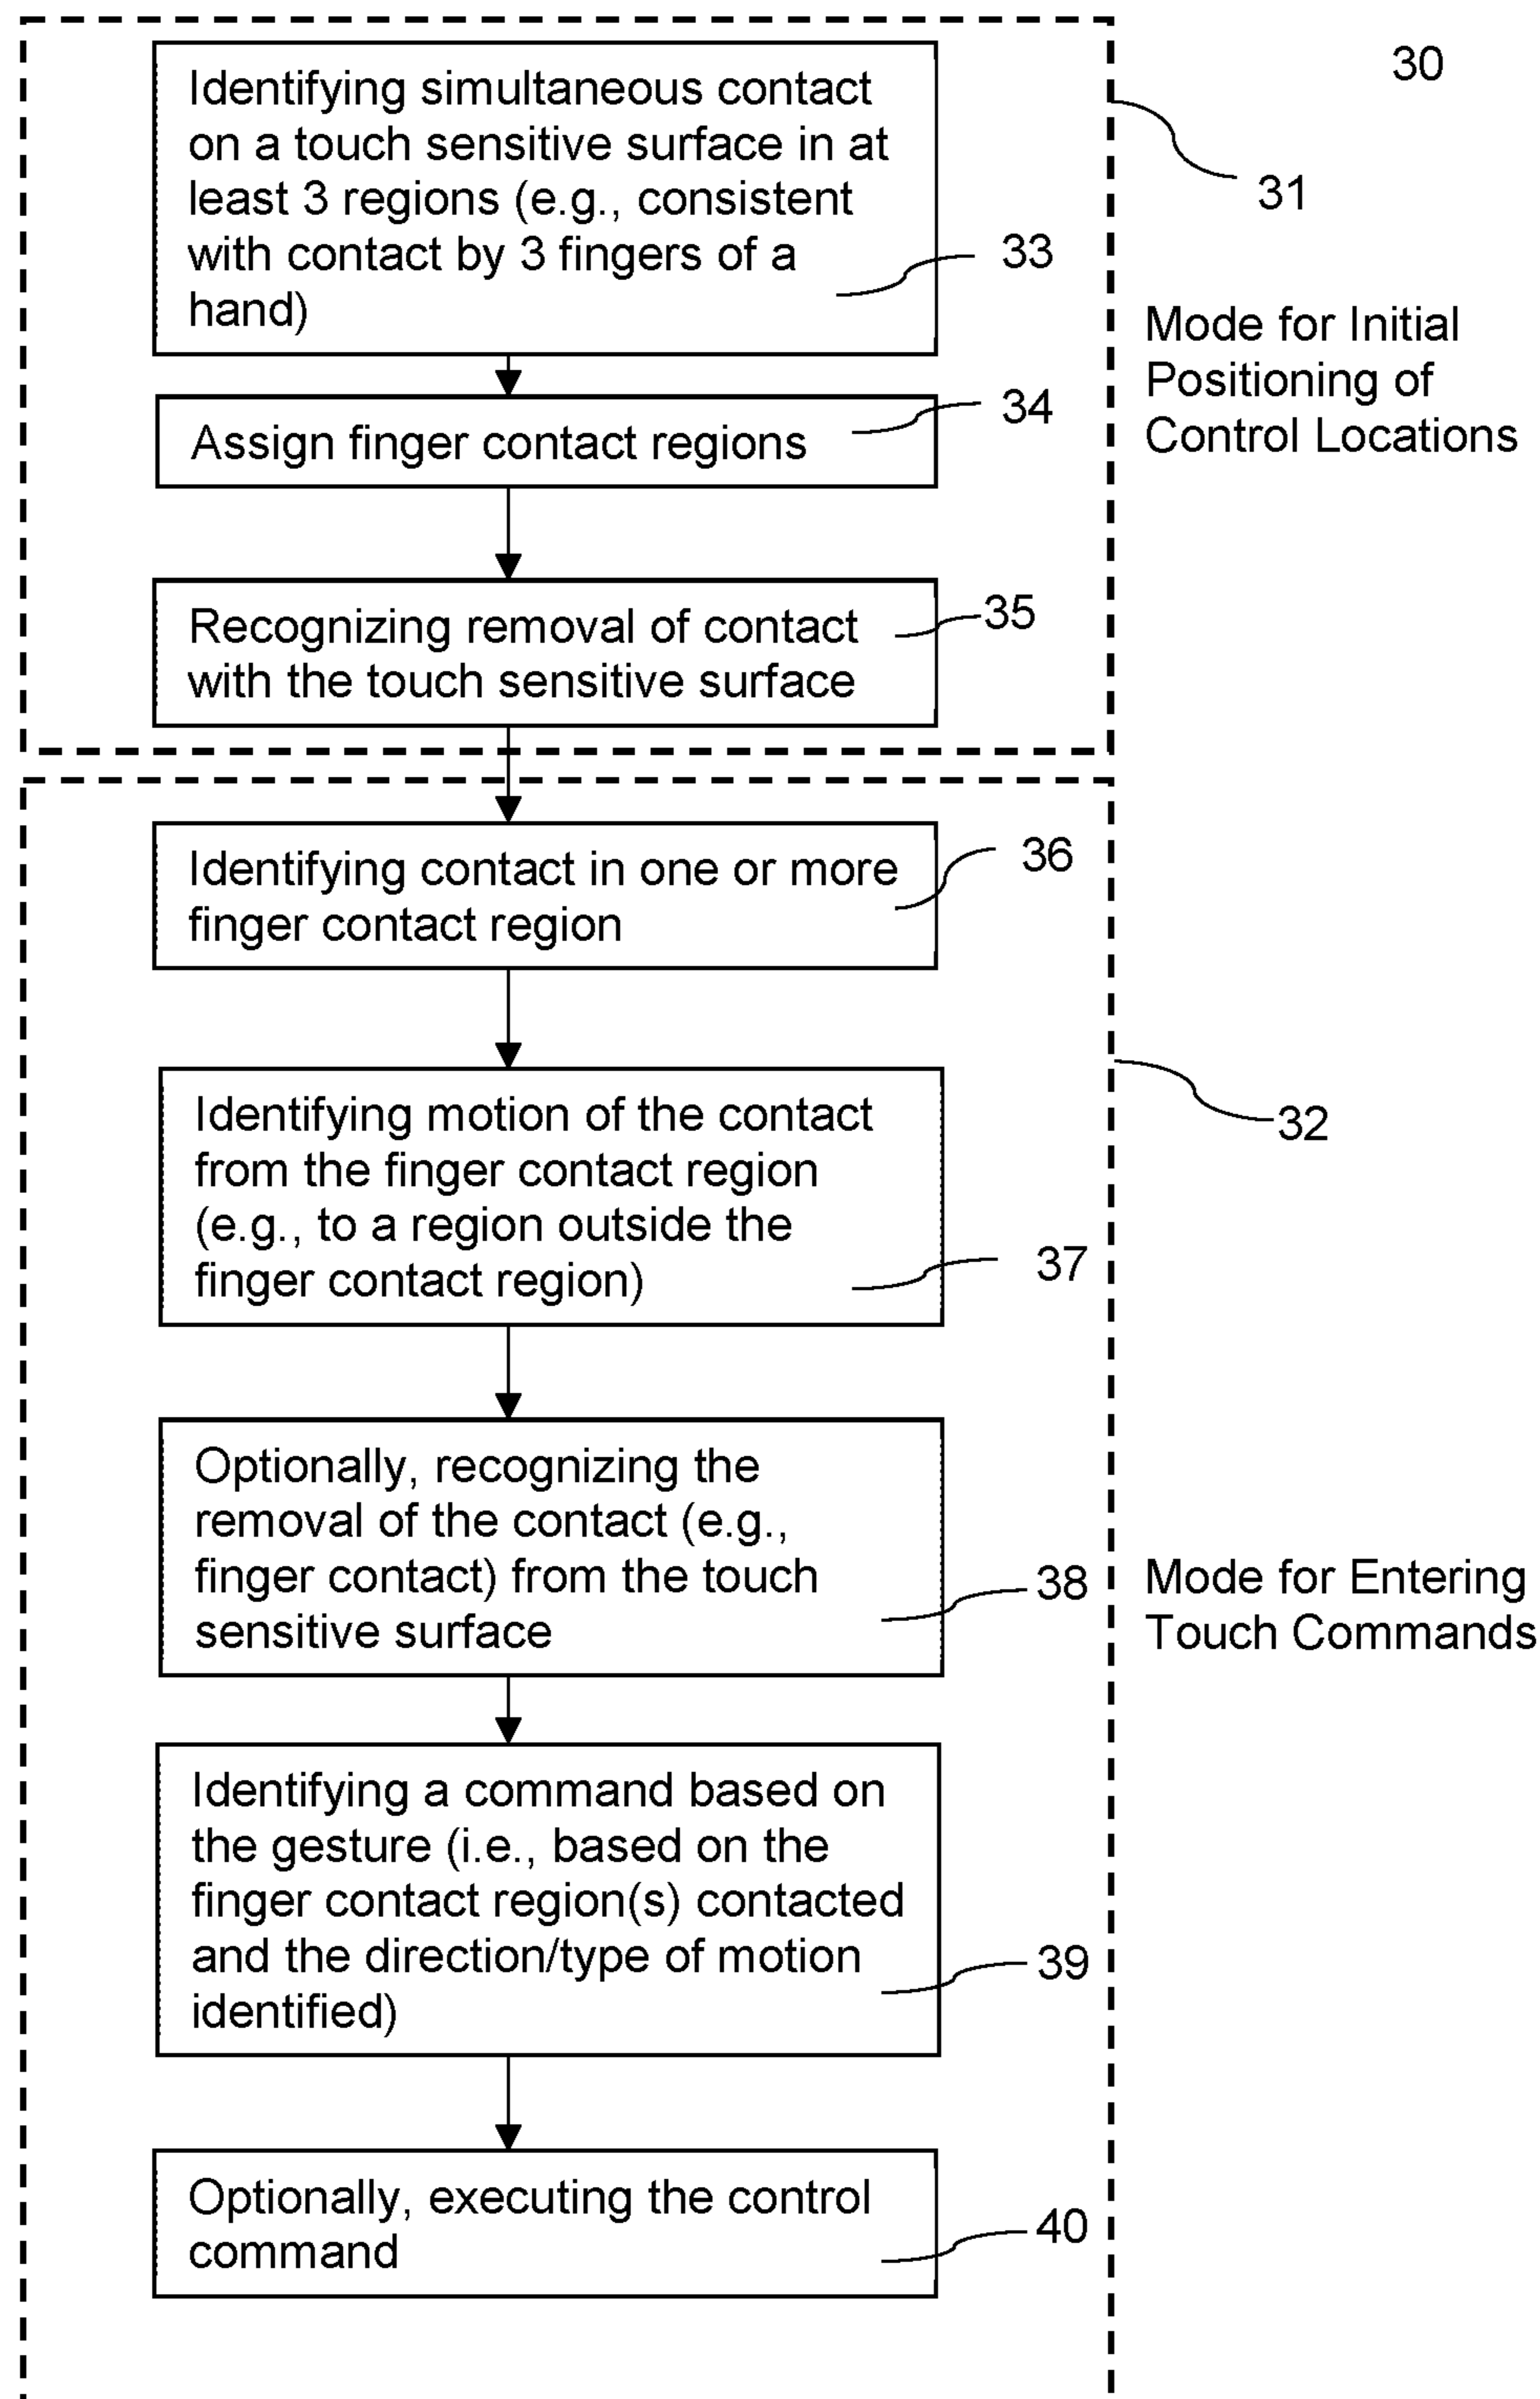 30
Identifying simultaneous contact
on a touch sensitive surface in at
least 3 regions (e.g., consistent
with contact by 3 fingers of a
hand)
31
33
Mode for Initial
Positioning of
Control Locations
34
Assign finger contact regions
35
Recognizing removal of contact
with the touch sensitive surface
36
Identifying contact in one or more
finger contact region
32
Identifying motion of the contact
from the finger contact region
(e.g., to a region outside the
finger contact region)
37
Optionally, recognizing the
removal of the contact (e.g.,
finger contact) from the touch
sensitive surface
38
Mode for Entering
Touch Commands
Identifying a command based on
the gesture (i.e., based on the
finger contact region(s) contacted
and the direction/type of motion
identified)
39
Optionally, executing the control
command
40